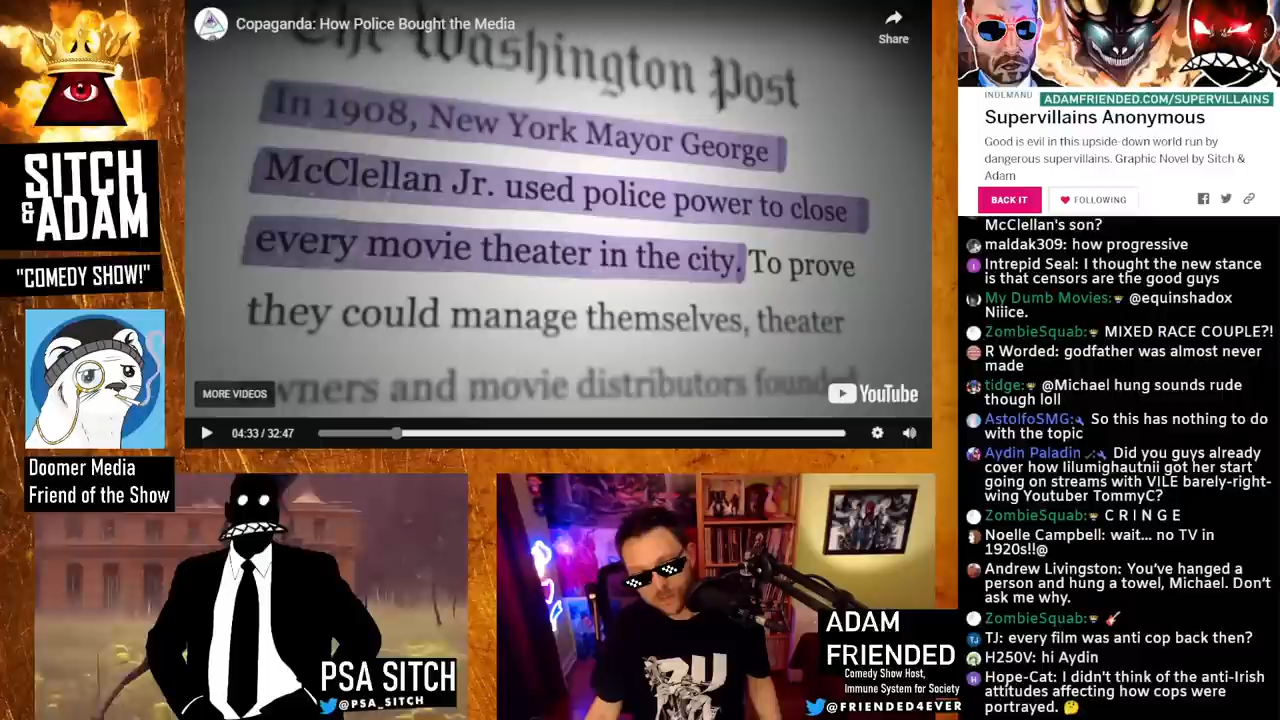 Copaganda: How Police Bought the Media
Share
The Washington Post
In 1908, New York Mayor George
McClellan Jr. used police power to close
every movie theater in the city. To prove
they could manage themselves, theater
owners and movie distributors founded
MORE VIDEOS
YouTube
04:33 / 32:47
SITCH
& ADAM
"COMEDY SHOW!"
Doomer Media
Friend of the Show
PSA SITCH
@PSA_SITCH
ADAM
FRIENDED
Comedy Show Host,
Immune System for Society
@FRIENDED4EVER
INDEMAND
ADAMFRIENDED.COM/SUPERVILLAINS
Supervillains Anonymous
Good is evil in this upside-down world run by
dangerous supervillains. Graphic Novel by Sitch &
Adam
BACK IT
FOLLOWING
McClellan's son?
maldak309: how progressive
Intrepid Seal: I thought the new stance
is that censors are the good guys
My Dumb Movies: @equinshadox
Niiice.
ZombieSquab: MIXED RACE COUPLE?!
R Worded: godfather was almost never
made
tidge: @Michael hung sounds rude
though loll
AstolfoSMG: So this has nothing to do
with the topic
Aydin Paladin: Did you guys already
cover how lilumighautnii got her start
going on streams with VILE barely-right-
wing Youtuber TommyC?
ZombieSquab: C R I N G E
Noelle Campbell: wait... no TV in
1920s!!@
Andrew Livingston: You've hanged a
person and hung a towel, Michael. Don't
ask me why.
ZombieSquab: 🎸
TJ: every film was anti cop back then?
H250V: hi Aydin
Hope-Cat: I didn't think of the anti-Irish
attitudes affecting how cops were
portrayed. 🤔